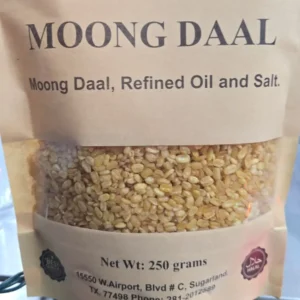 MOONG DAAL
Moong Daal, Refined Oil and Salt.
Net Wt: 250 grams
15550 W.Airport, Blvd # C, Sugarland,
TX, 77498 Phone: 281-2012586